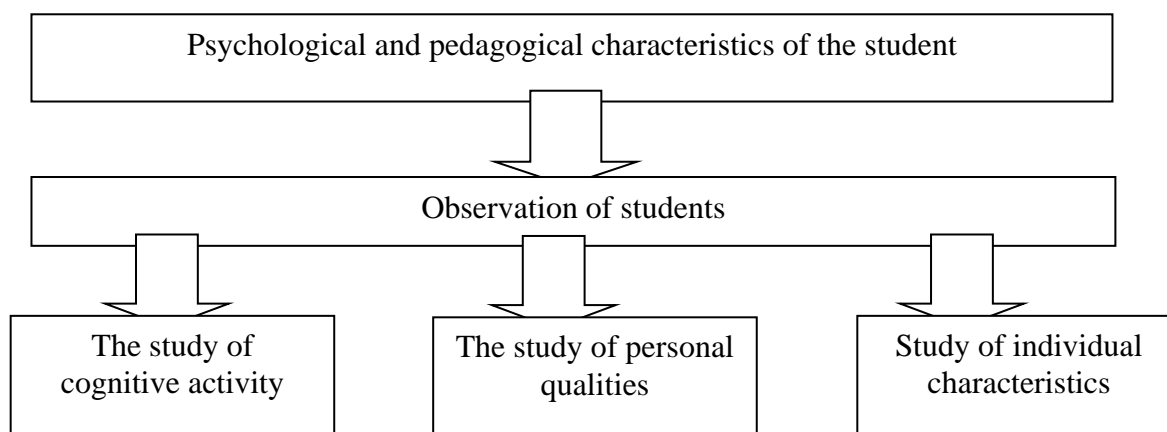 Psychological and pedagogical characteristics of the student
Observation of students
The study of
cognitive activity
The study of personal
qualities
Study of individual
characteristics